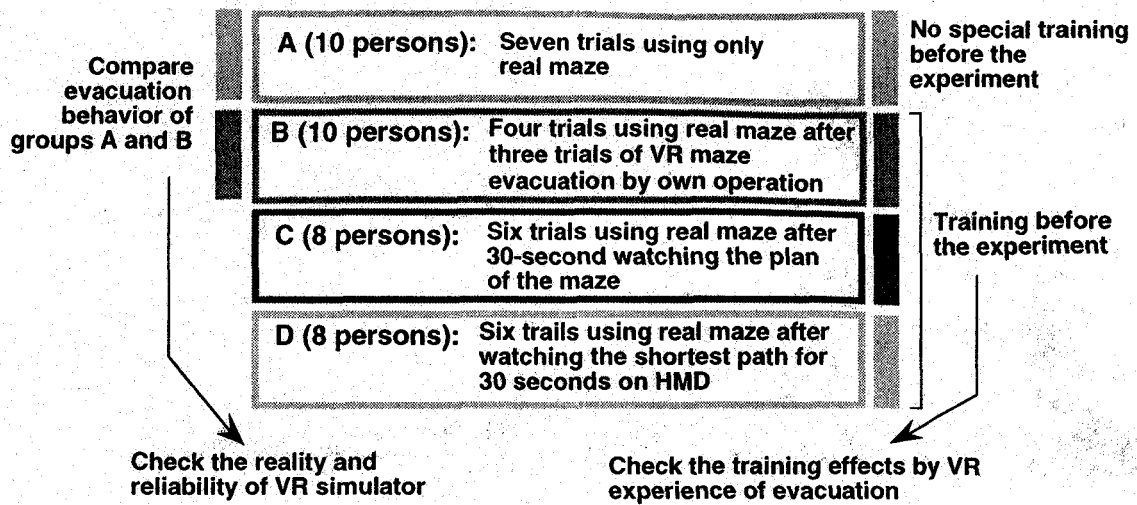 Compare
evacuation
behavior of
groups A and B
A (10 persons): Seven trials using only
real maze
B (10 persons): Four trials using real maze after
three trials of VR maze
evacuation by own operation
C (8 persons): Six trials using real maze after
30-second watching the plan
of the maze
D (8 persons): Six trails using real maze after
watching the shortest path for
30 seconds on HMD
No special training
before the
experiment
Training before
the experiment
Check the reality and
reliability of VR simulator
Check the training effects by VR
experience of evacuation